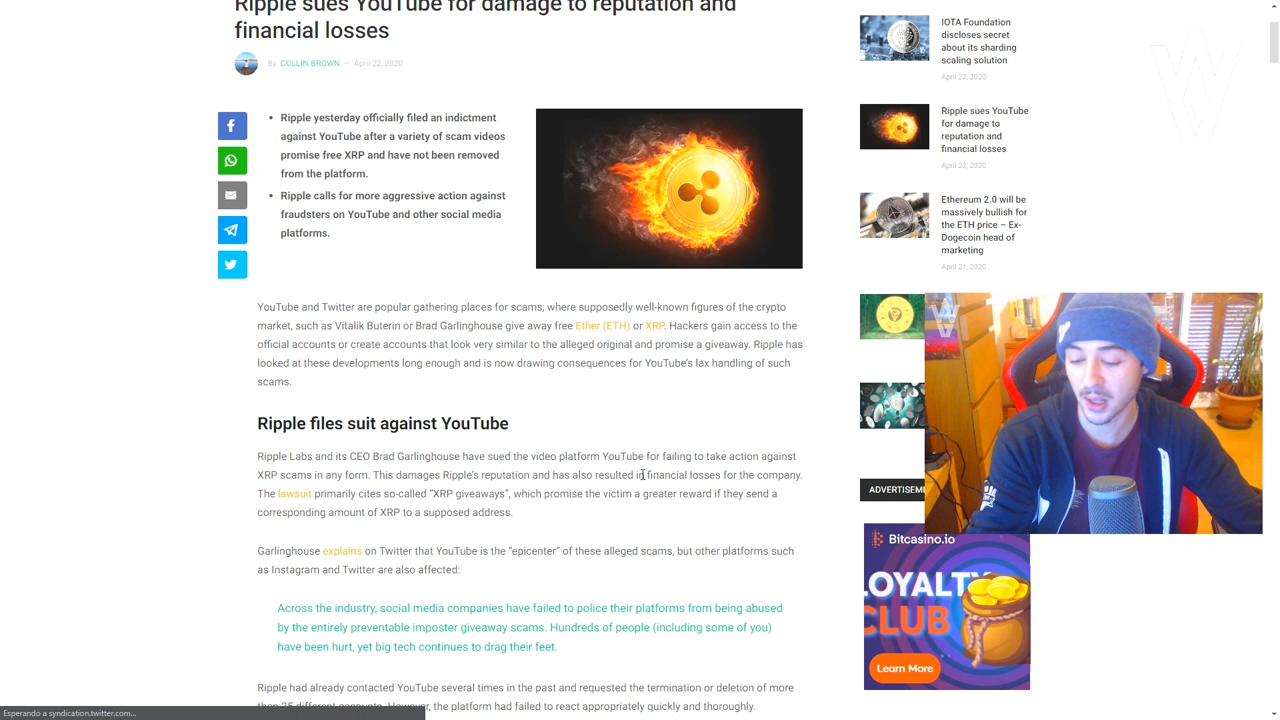 Ripple sues YouTube for damage to reputation and
financial losses
By COLLIN BROWN — April 22, 2020
• Ripple yesterday officially filed an indictment
against YouTube after a variety of scam videos
promise free XRP and have not been removed
from the platform.
• Ripple calls for more aggressive action against
fraudsters on YouTube and other social media
platforms.
YouTube and Twitter are popular gathering places for scams, where supposedly well-known figures of the crypto
market, such as Vitalik Buterin or Brad Garlinghouse give away free Ether (ETH) or XRP. Hackers gain access to the
official accounts or create accounts that look very similar to the alleged original and promise a giveaway. Ripple has
looked at these developments long enough and is now drawing consequences for YouTube's lax handling of such
scams.
Ripple files suit against YouTube
Ripple Labs and its CEO Brad Garlinghouse have sued the video platform YouTube for failing to take action against
XRP scams in any form. This damages Ripple's reputation and has also resulted in financial losses for the company.
The lawsuit primarily cites so-called "XRP giveaways", which promise the victim a greater reward if they send a
corresponding amount of XRP to a supposed address.
Garlinghouse explains on Twitter that YouTube is the "epicenter" of these alleged scams, but other platforms such
as Instagram and Twitter are also affected:
Across the industry, social media companies have failed to police their platforms from being abused
by the entirely preventable imposter giveaway scams. Hundreds of people (including some of you)
have been hurt, yet big tech continues to drag their feet.
Ripple had already contacted YouTube several times in the past and requested the termination or deletion of more
than 25 different accounts. However, the platform had failed to react appropriately quickly and thoroughly.
Esperando a syndication.twitter.com...
IOTA Foundation
discloses secret
about its sharding
scaling solution
April 22, 2020
Ripple sues YouTube
for damage to
reputation and
financial losses
April 22, 2020
Ethereum 2.0 will be
massively bullish for
the ETH price – Ex-
Dogecoin head of
marketing
April 21, 2020
ADVERTISEM
Bitcasino.io
LOYALTY
CLUB
Learn More